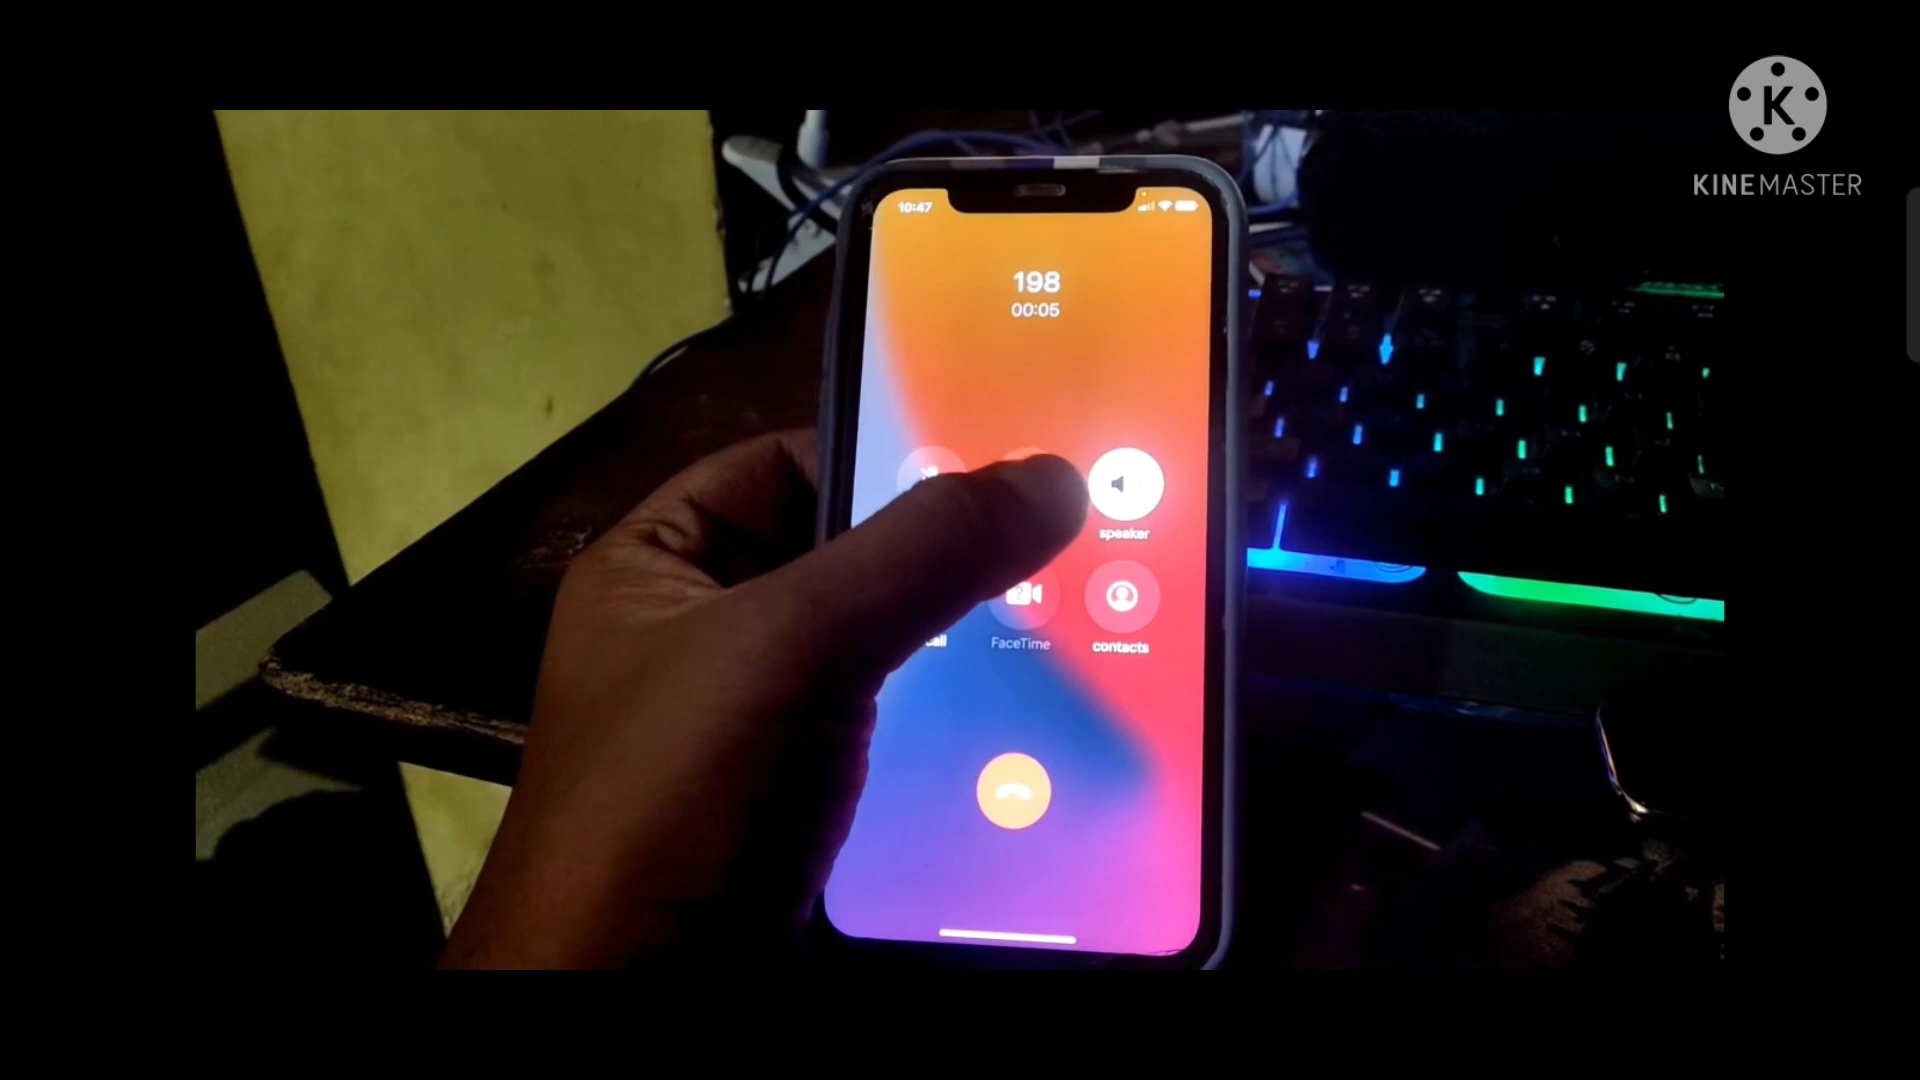 K
KINEMASTER
10:47
198
00:05
speaker
FaceTime
contacts